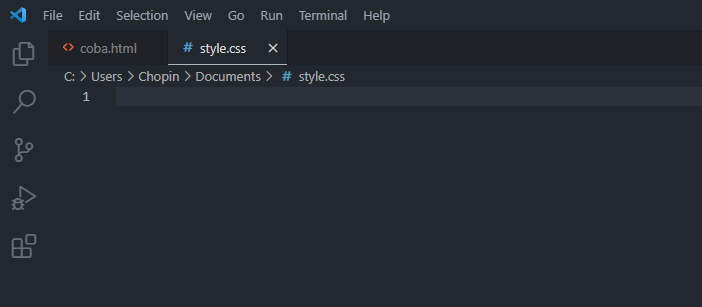 File Edit Selection View Go Run Terminal Help
<> coba.html # style.css ×
C: > Users > Chopin > Documents > # style.css
1